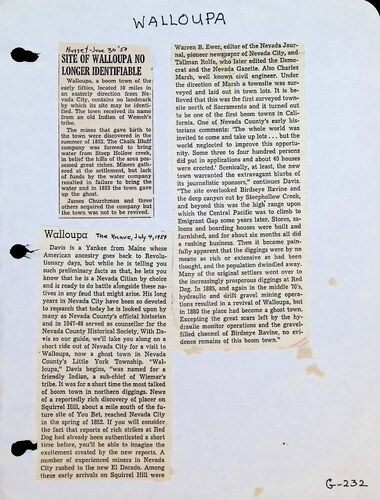 WALLOUPA
Nugget - June 30 '50
SITE OF WALLOUPA NO
LONGER IDENTIFIABLE
Walloupa, a boom town of the
early fifties, located 10 miles in
an easterly direction from Ne-
vada City, contains no landmark
by which its site may be identi-
fied. The town received its name
from an old Indian of Wemeh's
tribe.
The mines that gave birth to
the town were discovered in the
summer of 1852. The Chalk Bluff
company was formed to bring
water from Steep Hollow creek,
in belief the hills of the area pos-
sessed great riches. Miners gath-
ered at the settlement, but lack
of funds by the water company
resulted in failure to bring the
water and in 1853 the town gave
up the ghost.
James Churchman and three
others acquired the company but
the town was not to be revived.
Walloupa The Knave, July 4, 1954
Davis is a Yankee from Maine whose
American ancestry goes back to Revolu-
tionary days, but while he is telling you
such preliminary facts as that, he lets you
know that he is a Nevada Citian by choice
and is ready to do battle alongside these na-
tives in any feud that might arise. His long
years in Nevada City have been so devoted
to research that today he is looked upon by
many as Nevada County's official historian
and in 1947-48 served as counsellor for the
Nevada County Historical Society. With Da-
vis as our guide, we'll take you along on a
short ride out of Nevada City for a visit to
Walloupa, now a ghost town in Nevada
County's Little York Township. "Wal-
loupa," Davis begins, "was named for a
friendly Indian, a sub-chief of Wiemar's
tribe. It was for a short time the most talked
of boom town in northern diggings. News
of a reportedly rich discovery of placer on
Squirrel Hill, about a mile south of the fu-
ture site of You Bet, reached Nevada City
in the spring of 1852. If you will consider
the fact that reports of rich strikes at Red
Dog had already been authenticated a short
time before, you'll be able to imagine the
excitement created by the new reports. A
number of experienced miners in Nevada
City rushed to the new El Dorado. Among
these early arrivals on Squirrel Hill were
Warren B. Ewer, editor of the Nevada Jour-
nal, pioneer newspaper of Nevada City, and
Tallman Rolfe, who later edited the Demo-
crat and the Nevada Gazette. Also Charles
Marsh, well known civil engineer. Under
the direction of Marsh a townsite was sur-
veyed and laid out in town lots. It is be-
lieved that this was the first surveyed town-
site north of Sacramento and it turned out
to be one of the first boom towns in Califor-
nia. One of Nevada County's early histo-
rians comments: 'The whole world was in-
vited to come and take up lots . . . but the
world neglected to improve this opportu-
nity. Some three to four hundred persons
did put in applications and about 40 houses
were erected.' Scenically, at least, the new
town warranted the extravagant blurbs of
its journalistic sponsors," continues Davis.
"The site overlooked Birdseye Ravine and
the deep canyon cut by Steephollow Creek,
and beyond this was the high range upon
which the Central Pacific was to climb to
Emigrant Gap some years later. Stores, sa-
loons and boarding houses were built and
furnished, and for about six months all did
a rushing business. Then it became pain-
fully apparent that the diggings were by no
means as rich or extensive as had been
thought, and the population dwindled away.
Many of the original settlers went over to
the increasingly prosperous diggings at Red
Dog. In 1855, and again in the middle 70's,
hydraulic and drift gravel mining opera-
tions resulted in a revival of Walloupa, but
in 1880 the place had become a ghost town.
Excepting the great scars left by the hy-
draulic monitor operations and the gravel-
filled channel of Birdseye Ravine, no evi-
dence remains of this boom town."
G-232